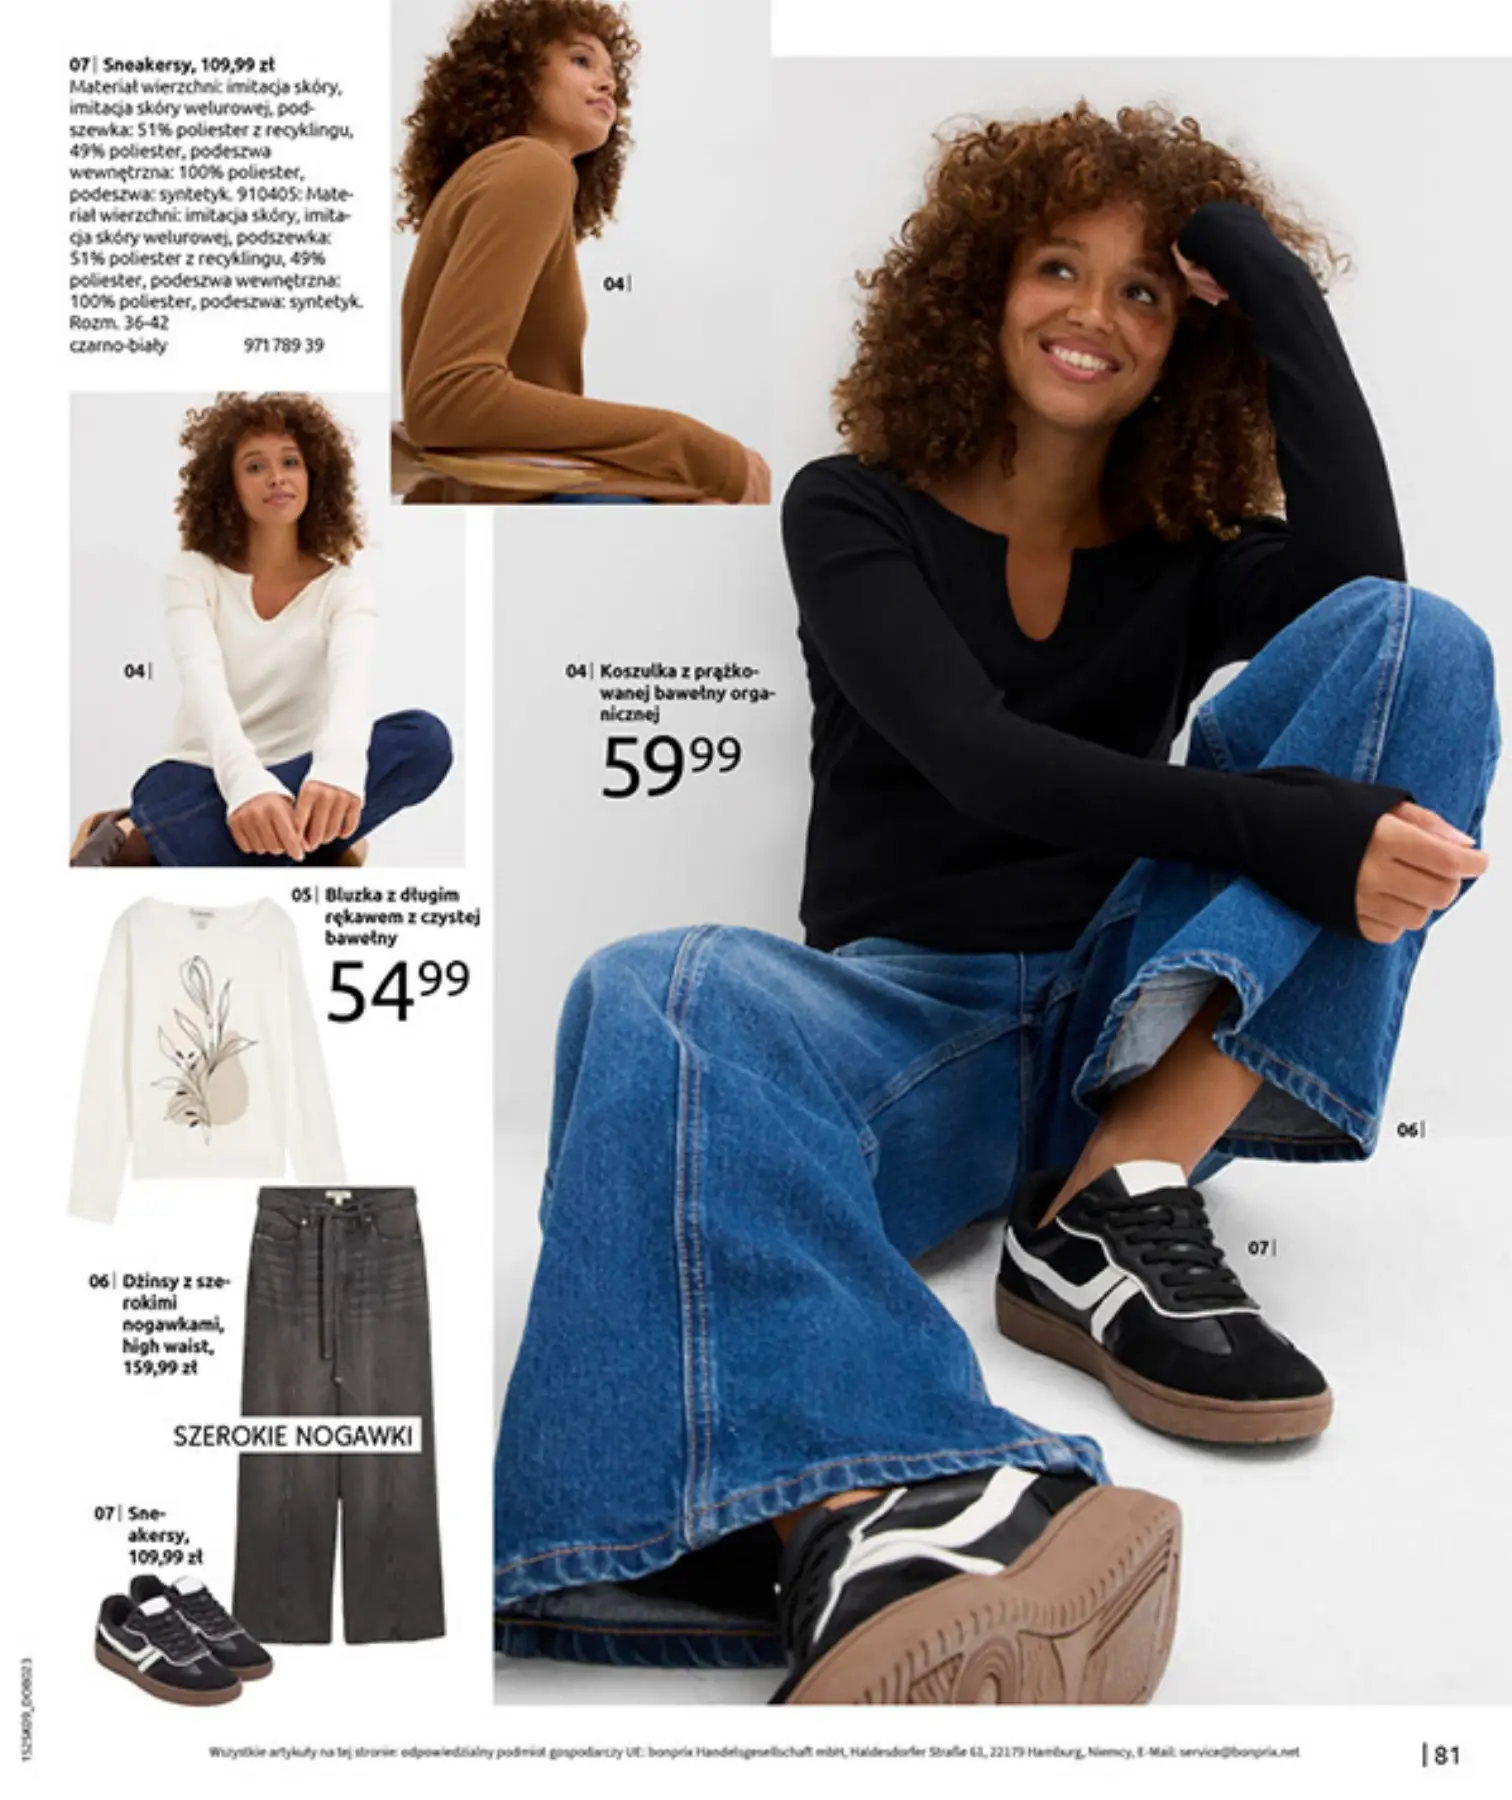 07| Sneakersy, 109,99 zł
Materiał wierzchni: imitacja skóry,
imitacja skóry welurowej, pod-
szewka: 51% poliester z recyklingu,
49% poliester, podeszwa
wewnętrzna: 100% poliester,
podeszwa: syntetyk. 910405: Mate-
riał wierzchni: imitacja skóry, imita-
cja skóry welurowej, podszewka:
51% poliester z recyklingu, 49%
poliester, podeszwa wewnętrzna:
100% poliester, podeszwa: syntetyk.
Rozm. 36-42
czarno-biały 971 789 39
04|
04|
04| Koszulka z prążko-
wanej bawełny orga-
nicznej
59⁹⁹
05| Bluzka z długim
rękawem z czystej
bawełny
54⁹⁹
06|
07|
06| Dżinsy z sze-
rokimi
nogawkami,
high waist,
159,99 zł
SZEROKIE NOGAWKI
07| Sne-
akersy,
109,99 zł
152SK09_DOB023
Wszystkie artykuły na tej stronie: odpowiedzialny podmiot gospodarczy UE: bonprix Handelsgesellschaft mbH, Haldesdorfer Straße 61, 22179 Hamburg, Niemcy, E-Mail: service@bonprix.net
| 81